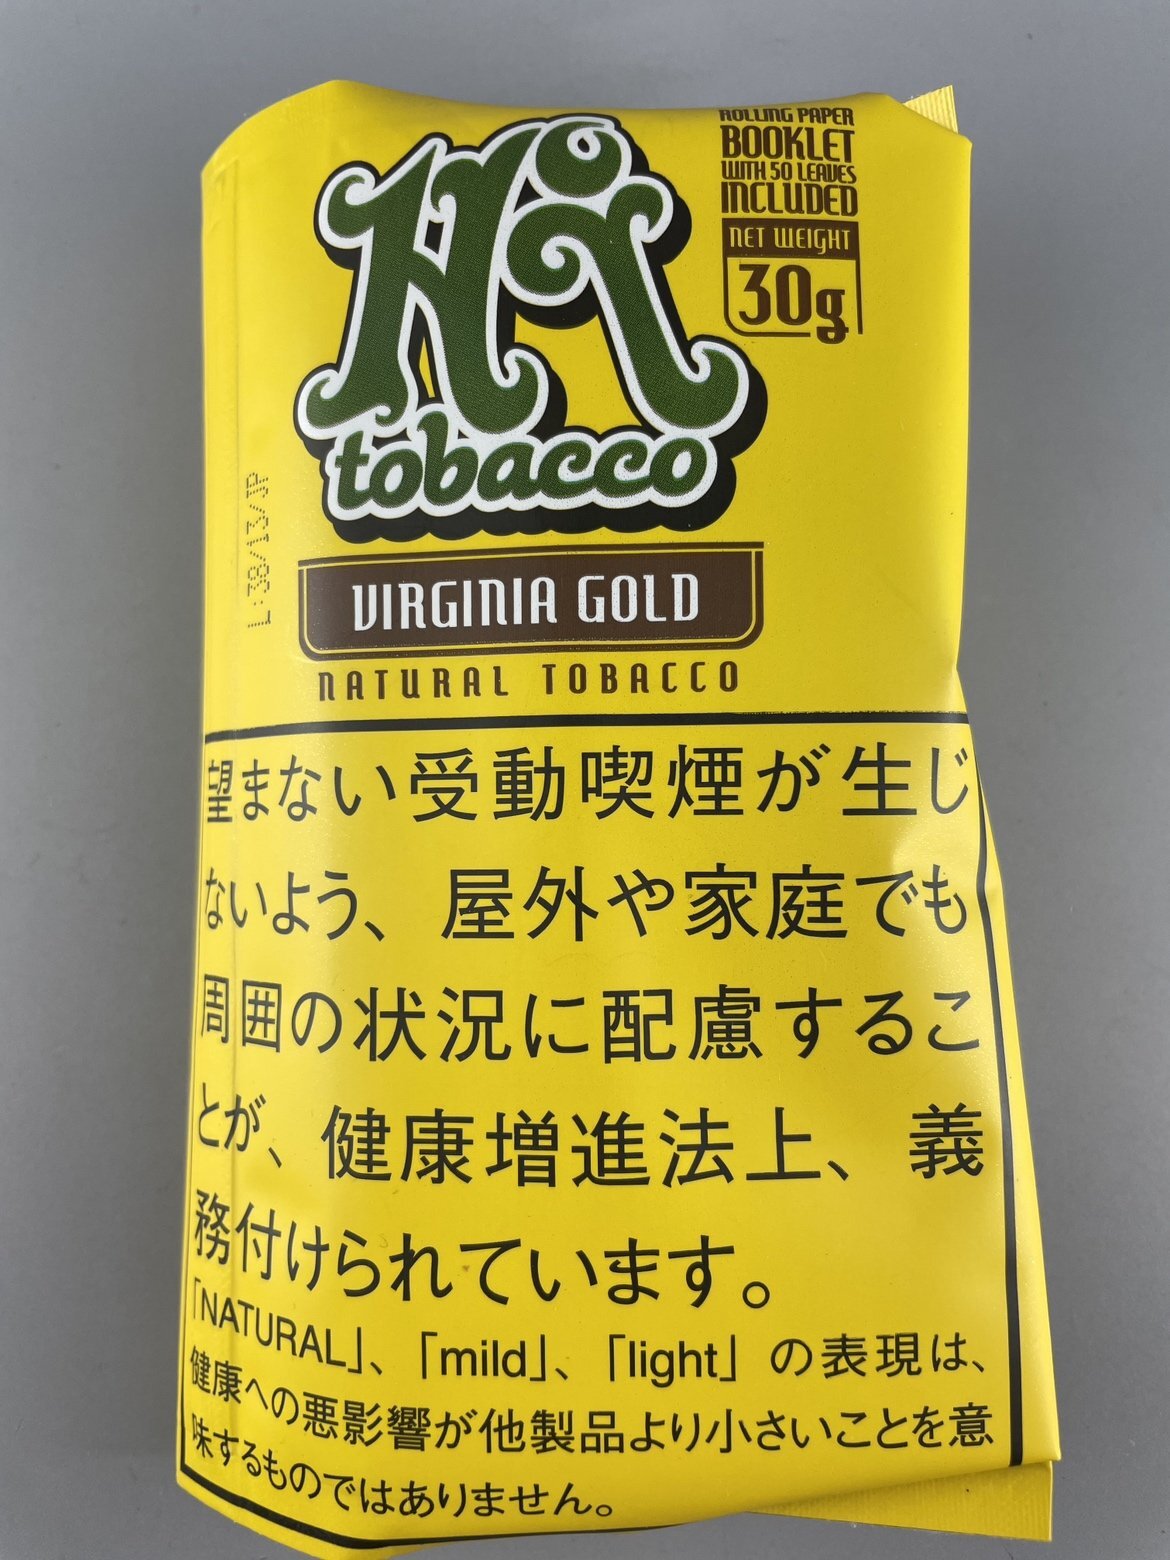 Hi
tobacco
ROLLING PAPER
BOOKLET
WITH 50 LEAVES
INCLUDED
NET WEIGHT
30g
L:38/13/JP
VIRGINIA GOLD
NATURAL TOBACCO
望まない受動喫煙が生じ
ないよう、屋外や家庭でも
周囲の状況に配慮するこ
とが、健康増進法上、義
務付けられています。
「NATURAL」、「mild」、「light」の表現は、
健康への悪影響が他製品より小さいことを意
味するものではありません。